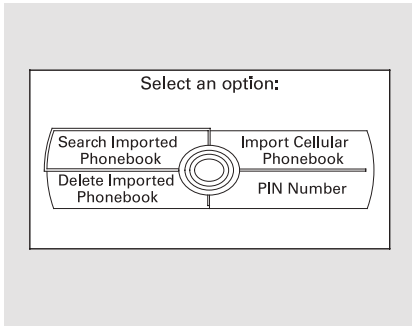 Select an option:
Search Imported
Phonebook
Import Cellular
Phonebook
Delete Imported
Phonebook
PIN Number